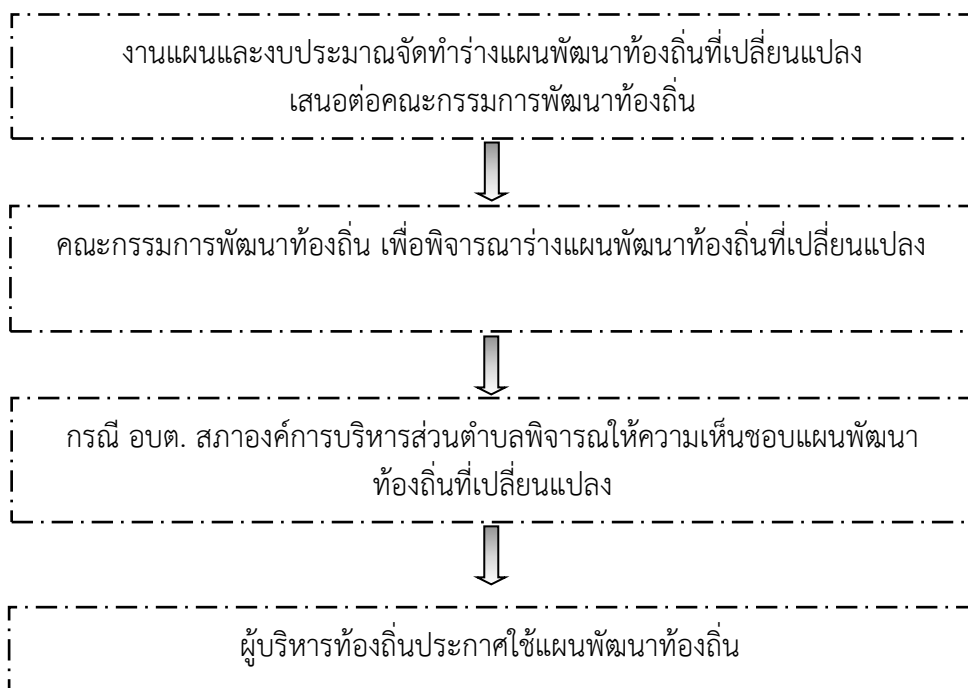 งานแผนและงบประมาณจัดทำร่างแผนพัฒนาท้องถิ่นที่เปลี่ยนแปลง
เสนอต่อคณะกรรมการพัฒนาท้องถิ่น
คณะกรรมการพัฒนาท้องถิ่น เพื่อพิจารณาร่างแผนพัฒนาท้องถิ่นที่เปลี่ยนแปลง
กรณี อบต. สภาองค์การบริหารส่วนตำบลพิจารณให้ความเห็นชอบแผนพัฒนา
ท้องถิ่นที่เปลี่ยนแปลง
ผู้บริหารท้องถิ่นประกาศใช้แผนพัฒนาท้องถิ่น